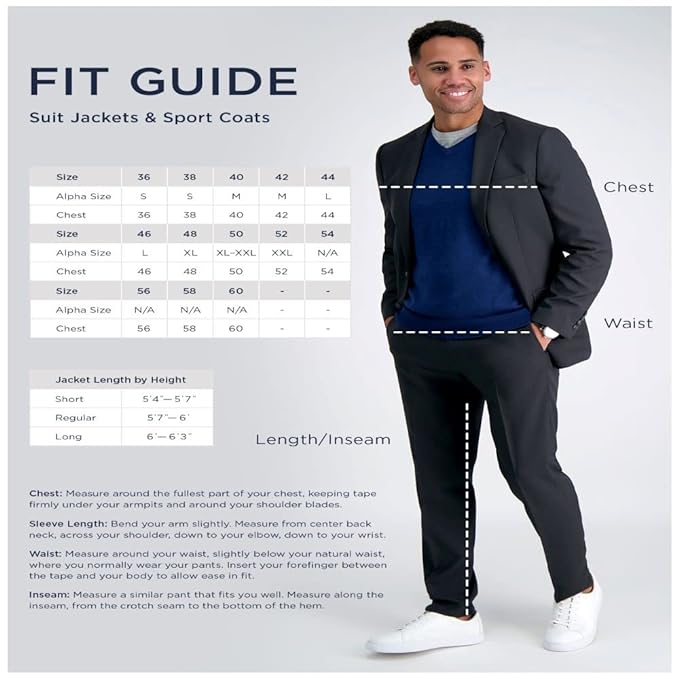 FIT GUIDE
Suit Jackets & Sport Coats
Size 36 38 40 42 44
Alpha Size S S M M L
Chest 36 38 40 42 44
Size 46 48 50 52 54
Alpha Size L XL XL–XXL XXL N/A
Chest 46 48 50 52 54
Size 56 58 60 - -
Alpha Size N/A N/A N/A - -
Chest 56 58 60 - -
Jacket Length by Height
Short 5'4"—5'7"
Regular 5'7"—6'
Long 6'—6'3"
Chest
Waist
Length/Inseam
Chest: Measure around the fullest part of your chest, keeping tape
firmly under your armpits and around your shoulder blades.
Sleeve Length: Bend your arm slightly. Measure from center back
neck, across your shoulder, down to your elbow, down to your wrist.
Waist: Measure around your waist, slightly below your natural waist,
where you normally wear your pants. Insert your forefinger between
the tape and your body to allow ease in fit.
Inseam: Measure a similar pant that fits you well. Measure along the
inseam, from the crotch seam to the bottom of the hem.